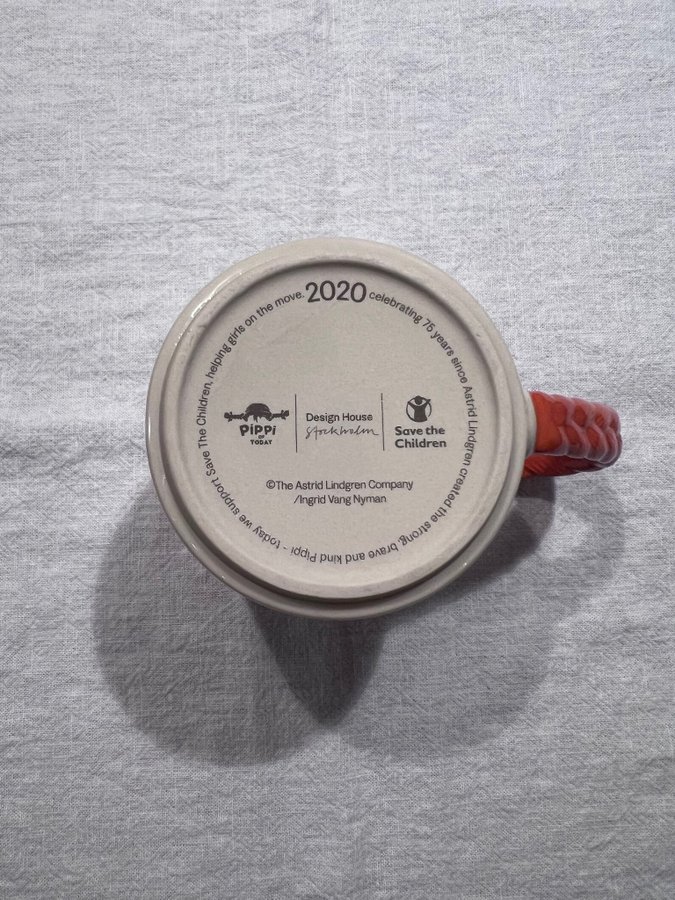 2020 celebrating 75 years since Astrid Lindgren created the strong, brave and kind Pippi - today we support Save The Children, helping girls on the move.
PIPPI
OF
TODAY
Design House
Stockholm
Save the
Children
©The Astrid Lindgren Company
/Ingrid Vang Nyman